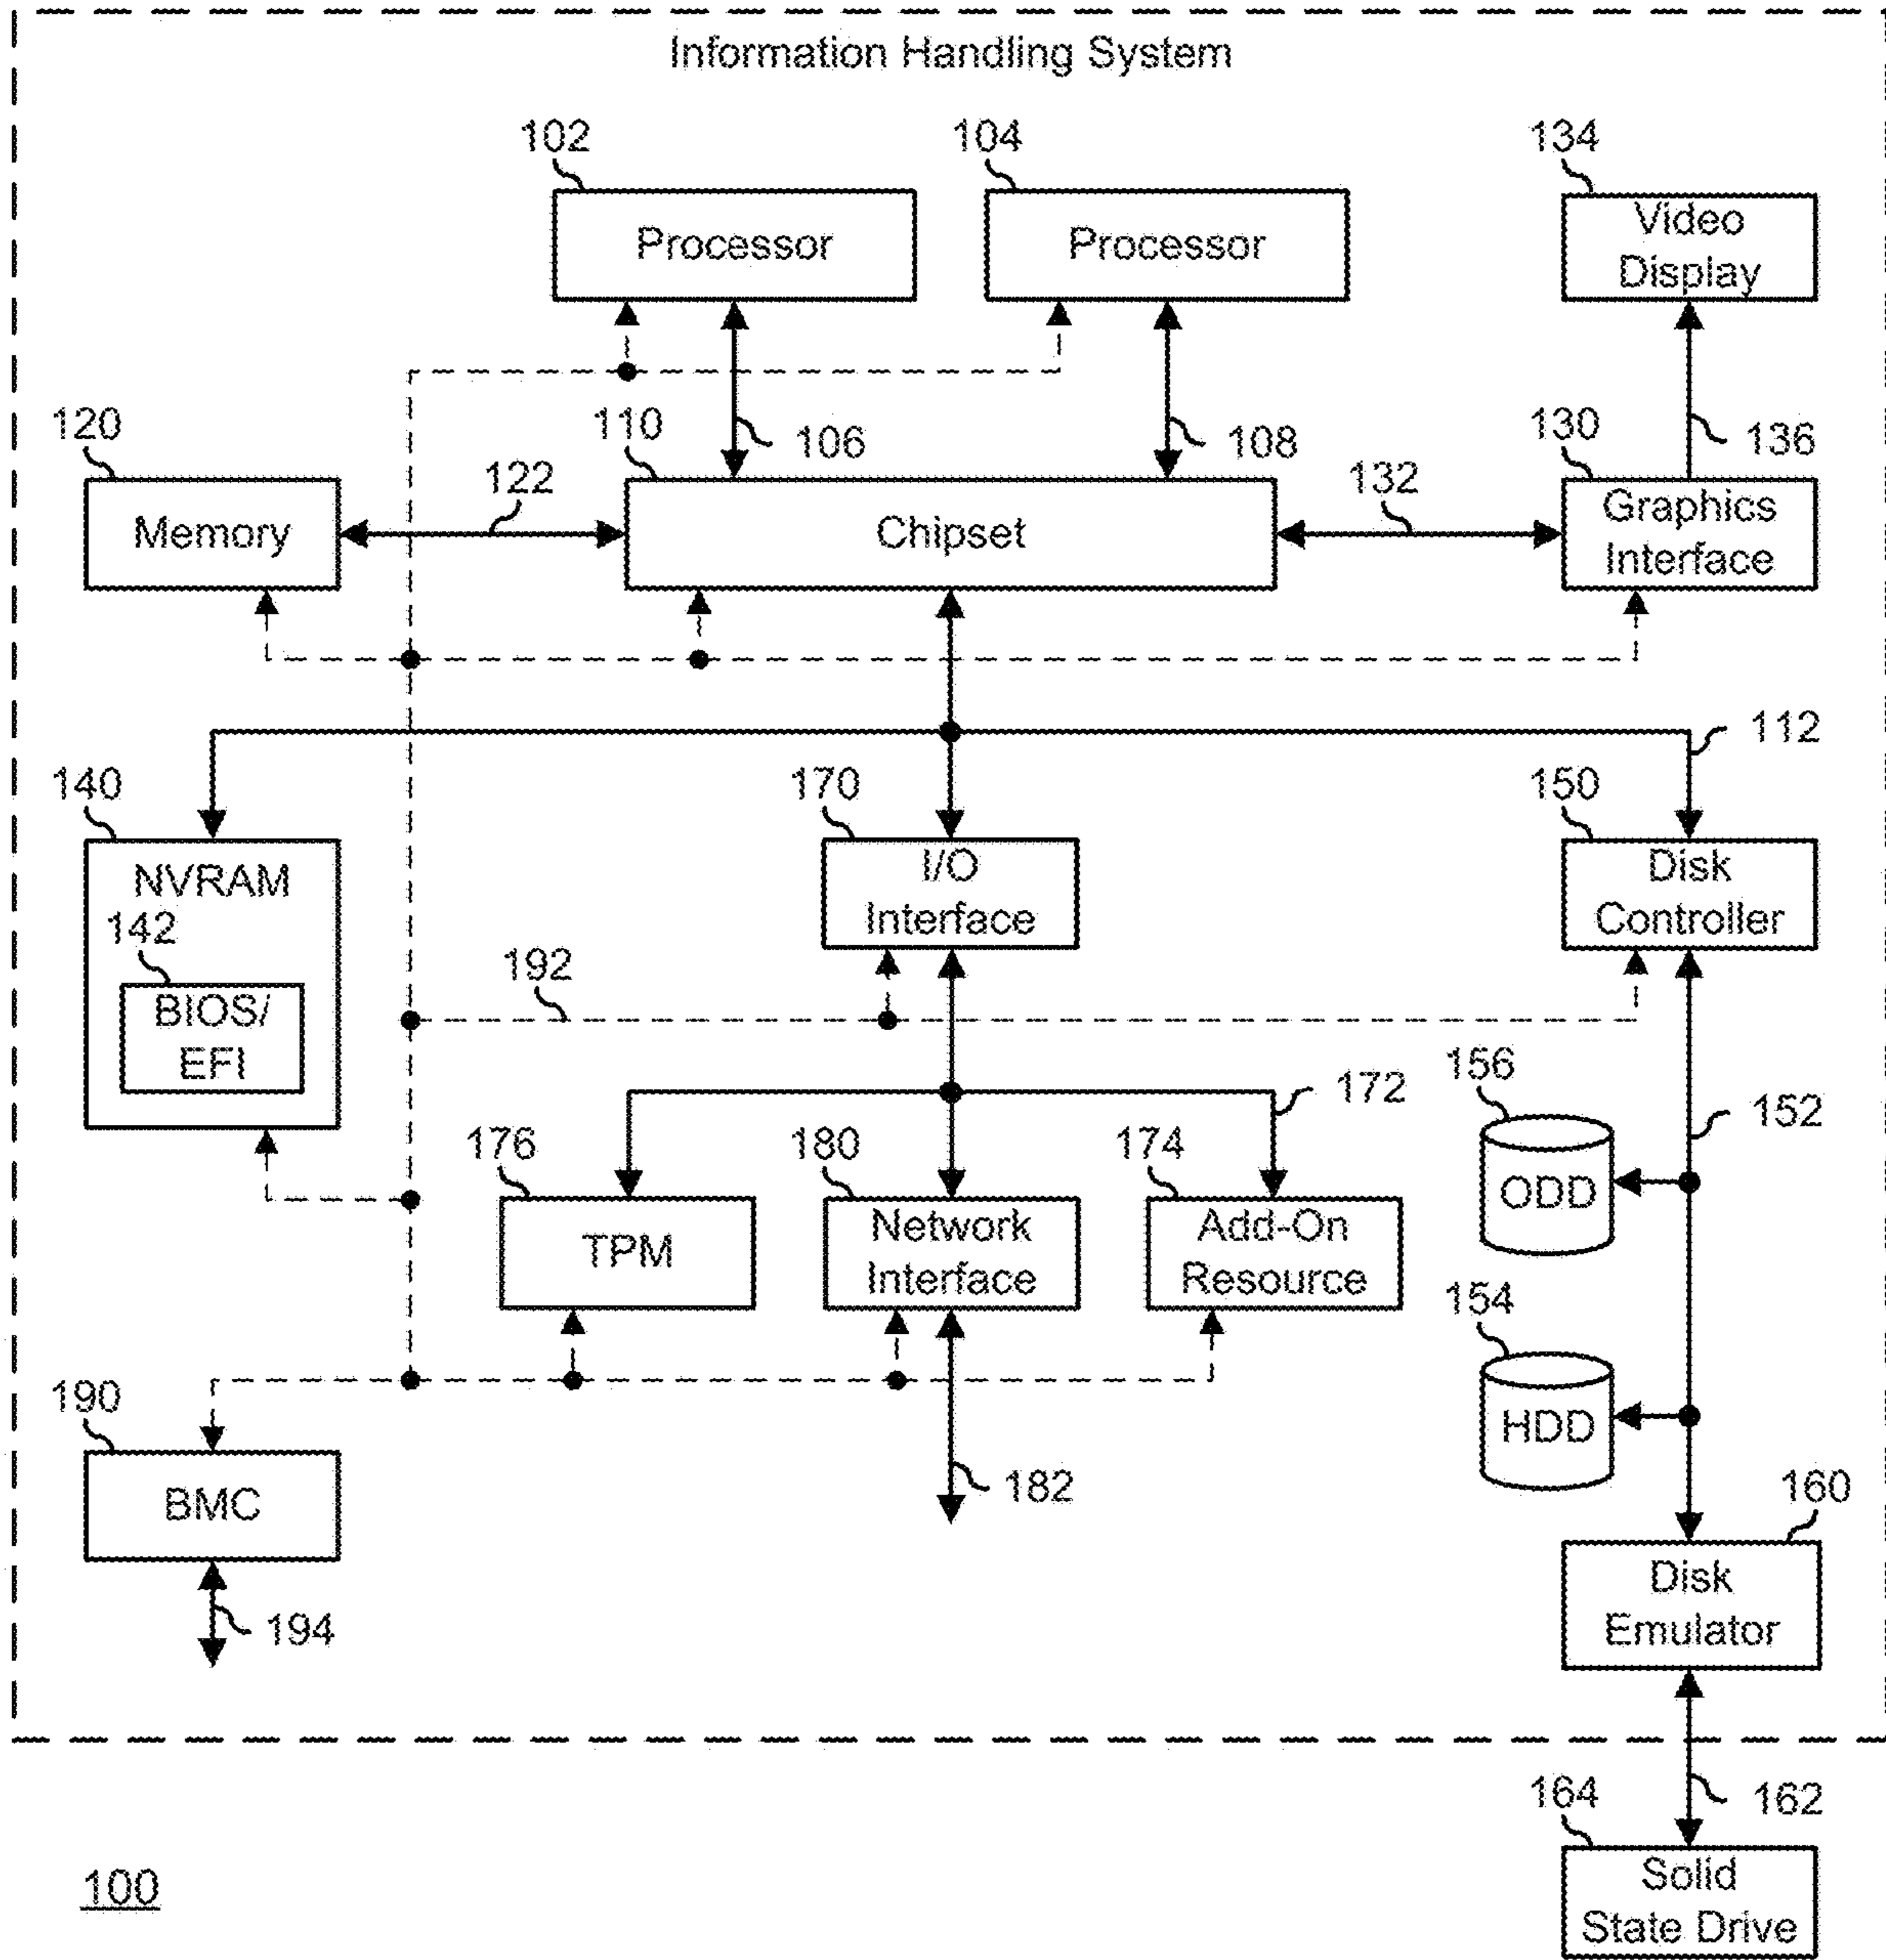 Information Handling System
102
104
134
Processor
Processor
Video
Display
120
110
106
108
130
136
122
132
Memory
Chipset
Graphics
Interface
112
140
170
150
NVRAM
I/O
Interface
Disk
Controller
142
192
BIOS/
EFI
156
172
152
176
180
174
TPM
Network
Interface
Add-On
Resource
ODD
154
190
HDD
BMC
182
160
194
Disk
Emulator
164
162
100
Solid
State Drive